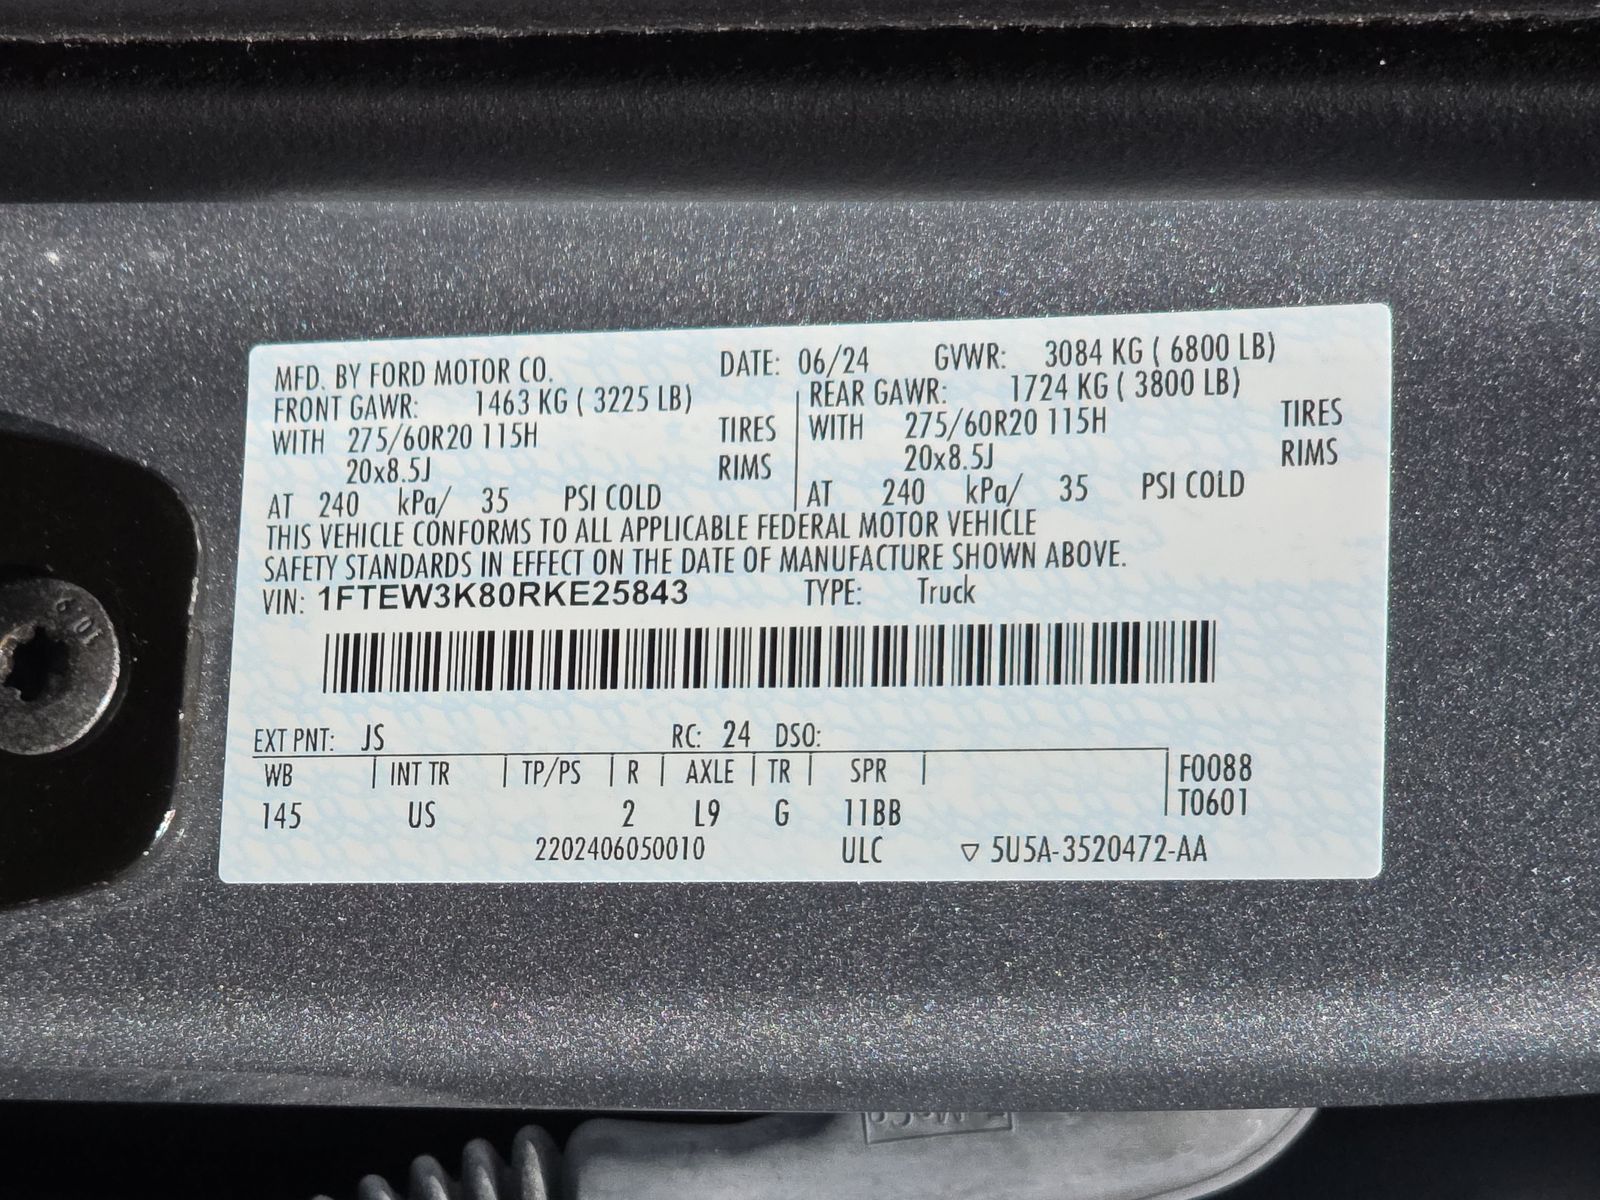 MFD. BY FORD MOTOR CO. DATE: 06/24 GVWR: 3084 KG ( 6800 LB)
FRONT GAWR: 1463 KG ( 3225 LB) REAR GAWR: 1724 KG ( 3800 LB)
WITH 275/60R20 115H TIRES WITH 275/60R20 115H TIRES
20x8.5J RIMS 20x8.5J RIMS
AT 240 kPa/ 35 PSI COLD AT 240 kPa/ 35 PSI COLD
THIS VEHICLE CONFORMS TO ALL APPLICABLE FEDERAL MOTOR VEHICLE
SAFETY STANDARDS IN EFFECT ON THE DATE OF MANUFACTURE SHOWN ABOVE.
VIN: 1FTEW3K80RKE25843 TYPE: Truck
EXT PNT: JS RC: 24 DSO:
WB INT TR TP/PS R AXLE TR SPR F0088
145 US 2 L9 G 11BB T0601
2202406050010 ULC ▽ 5U5A-3520472-AA
10.9